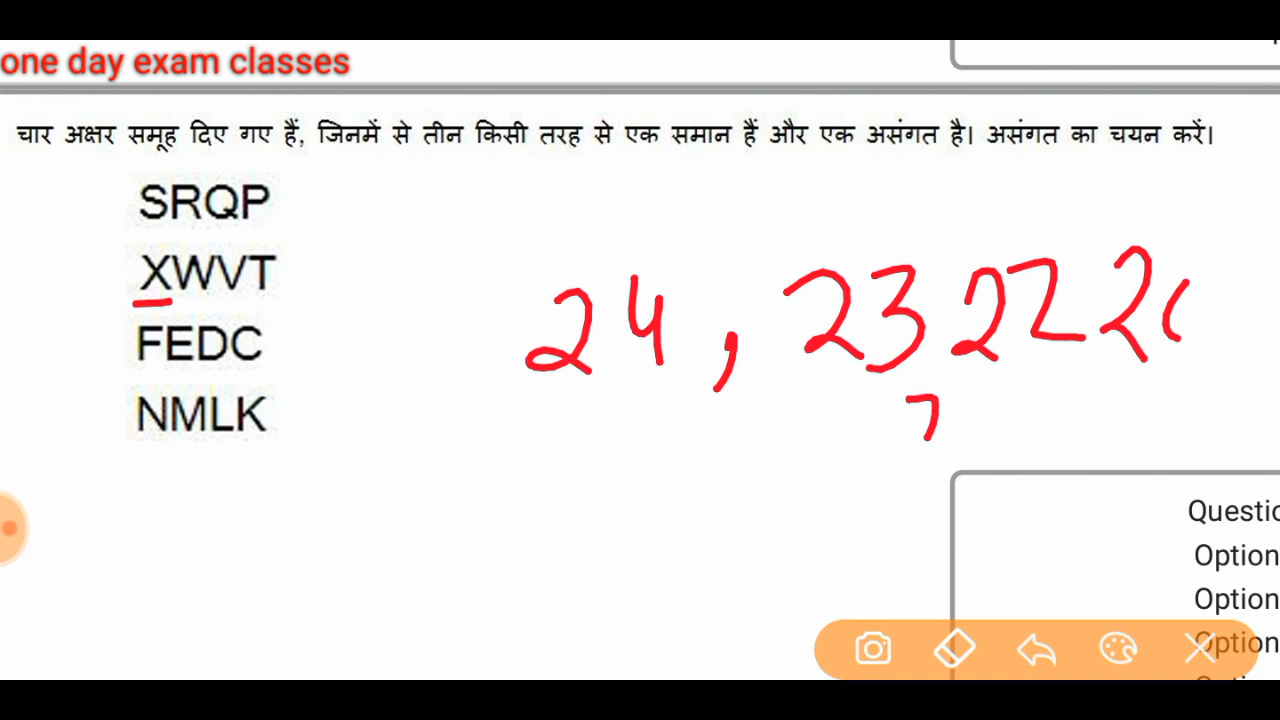 one day exam classes
चार अक्षर समूह दिए गए हैं, जिनमें से तीन किसी तरह से एक समान हैं और एक असंगत है। असंगत का चयन करें।
SRQP
XWVT
24, 23, 22 2
FEDC
NMLK
Option
Option
Option